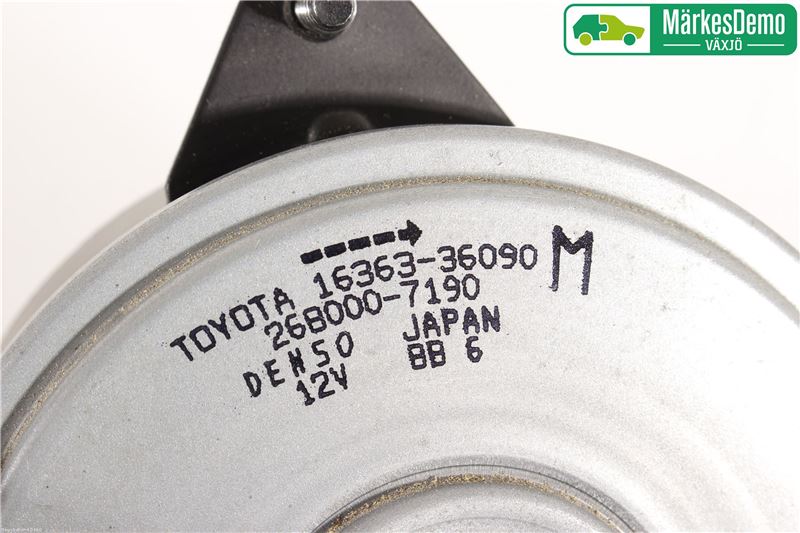 MärkesDemo
VÄXJÖ
TOYOTA 16363-36090 M
268000-7190
DENSO JAPAN
12V BB 6